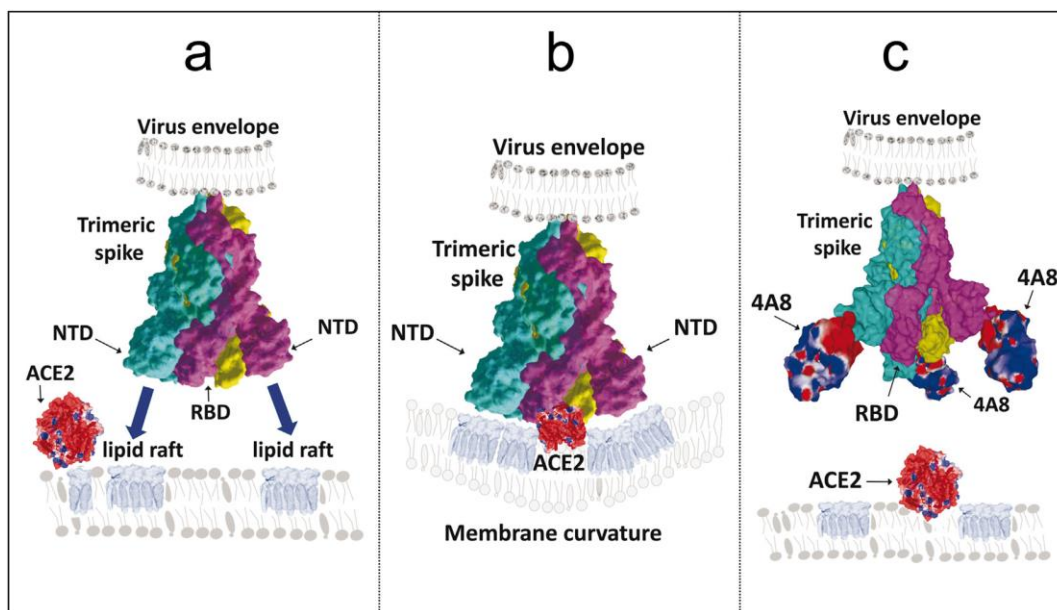 a
Virus envelope
Trimeric
spike
NTD
NTD
ACE2
RBD
lipid raft
lipid raft
b
Virus envelope
Trimeric
spike
NTD
NTD
ACE2
Membrane curvature
c
Virus envelope
Trimeric
spike
4A8
4A8
RBD
4A8
ACE2